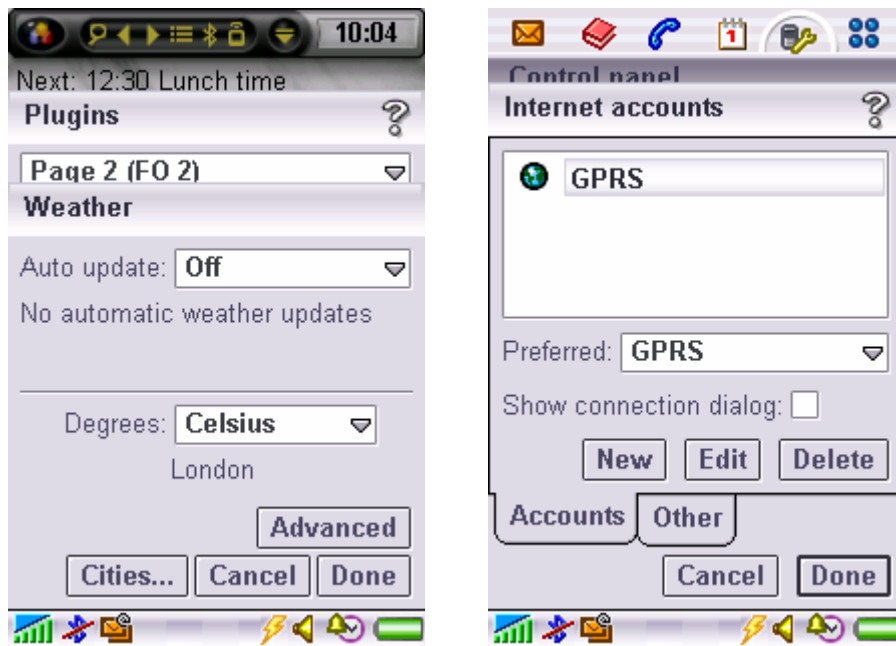 10:04
Next: 12:30 Lunch time
Plugins
Page 2 (FO 2)
Weather
Auto update: Off
No automatic weather updates
Degrees: Celsius
London
Advanced
Cities... Cancel Done
1
Control panel
Internet accounts
GPRS
Preferred: GPRS
Show connection dialog:
New Edit Delete
Accounts Other
Cancel Done